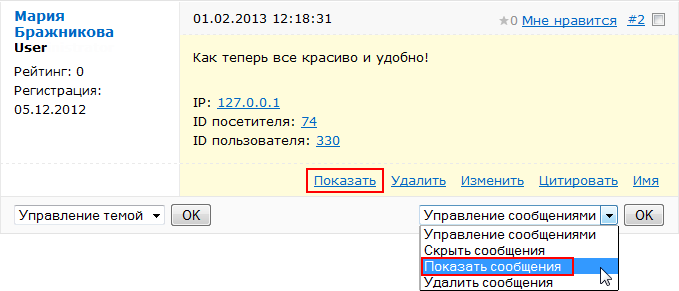 Мария
Бражникова
User
Рейтинг: 0
Регистрация:
05.12.2012
01.02.2013 12:18:31
★0 Мне нравится #2
Как теперь все красиво и удобно!
IP: 127.0.0.1
ID посетителя: 74
ID пользователя: 330
Показать Удалить Изменить Цитировать Имя
Управление темой OK
Управление сообщениями OK
Управление сообщениями
Скрыть сообщения
Показать сообщения
Удалить сообщения